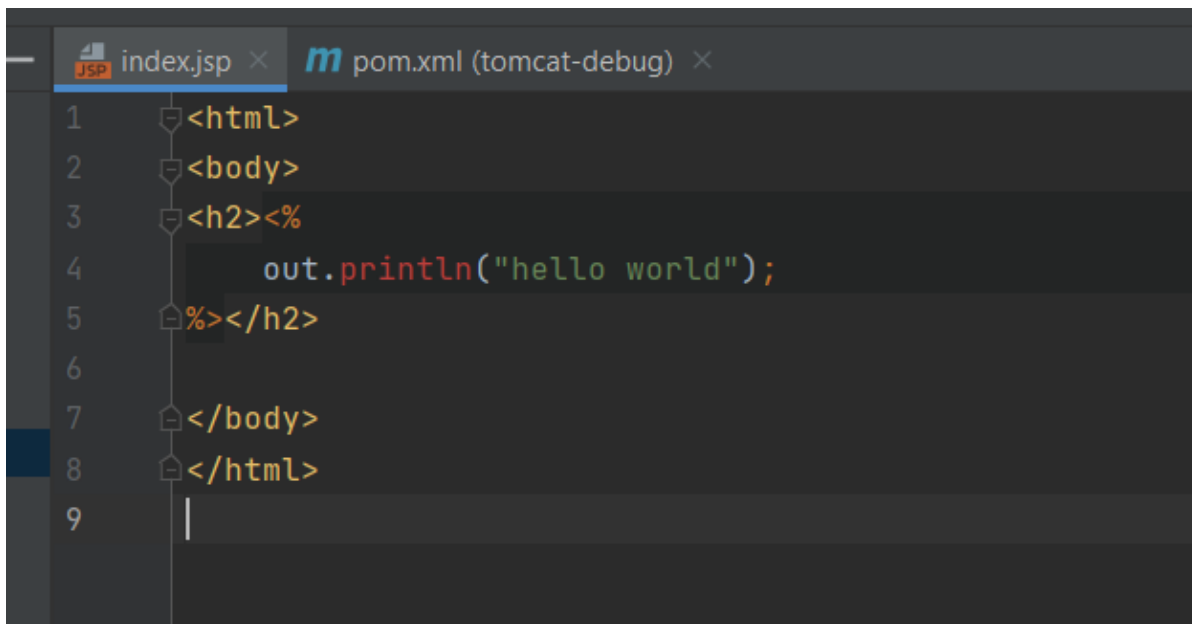 index.jsp × m pom.xml (tomcat-debug) ×
1 <html>
2 <body>
3 <h2><%
4     out.println("hello world");
5 %></h2>
6
7 </body>
8 </html>
9